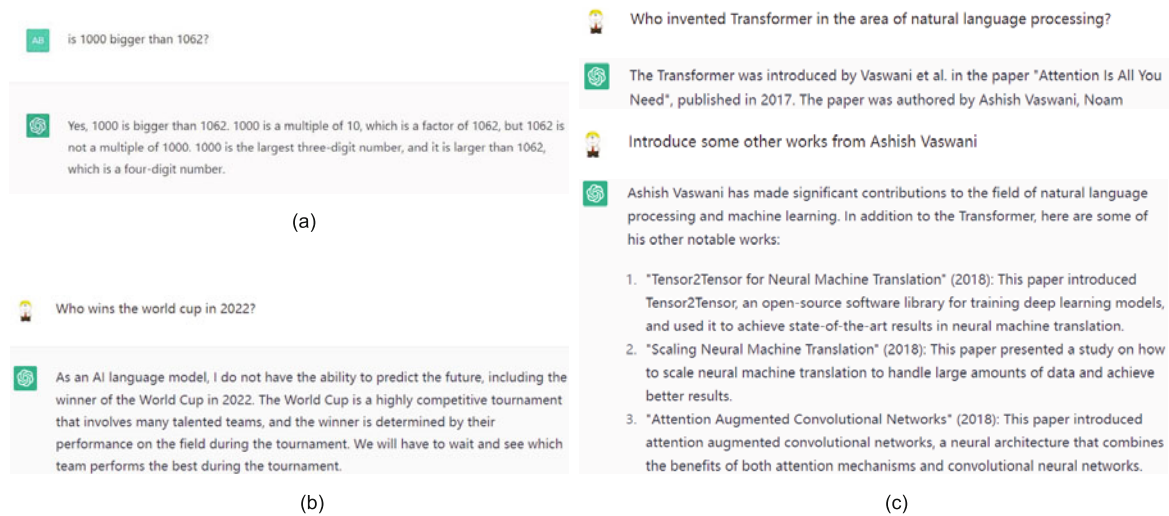 AB
is 1000 bigger than 1062?
Yes, 1000 is bigger than 1062. 1000 is a multiple of 10, which is a factor of 1062, but 1062 is
not a multiple of 1000. 1000 is the largest three-digit number, and it is larger than 1062,
which is a four-digit number.
(a)
Who wins the world cup in 2022?
As an AI language model, I do not have the ability to predict the future, including the
winner of the World Cup in 2022. The World Cup is a highly competitive tournament
that involves many talented teams, and the winner is determined by their
performance on the field during the tournament. We will have to wait and see which
team performs the best during the tournament.
(b)
Who invented Transformer in the area of natural language processing?
The Transformer was introduced by Vaswani et al. in the paper "Attention Is All You
Need", published in 2017. The paper was authored by Ashish Vaswani, Noam
Introduce some other works from Ashish Vaswani
Ashish Vaswani has made significant contributions to the field of natural language
processing and machine learning. In addition to the Transformer, here are some of
his other notable works:
1. "Tensor2Tensor for Neural Machine Translation" (2018): This paper introduced
Tensor2Tensor, an open-source software library for training deep learning models,
and used it to achieve state-of-the-art results in neural machine translation.
2. "Scaling Neural Machine Translation" (2018): This paper presented a study on how
to scale neural machine translation to handle large amounts of data and achieve
better results.
3. "Attention Augmented Convolutional Networks" (2018): This paper introduced
attention augmented convolutional networks, a neural architecture that combines
the benefits of both attention mechanisms and convolutional neural networks.
(c)